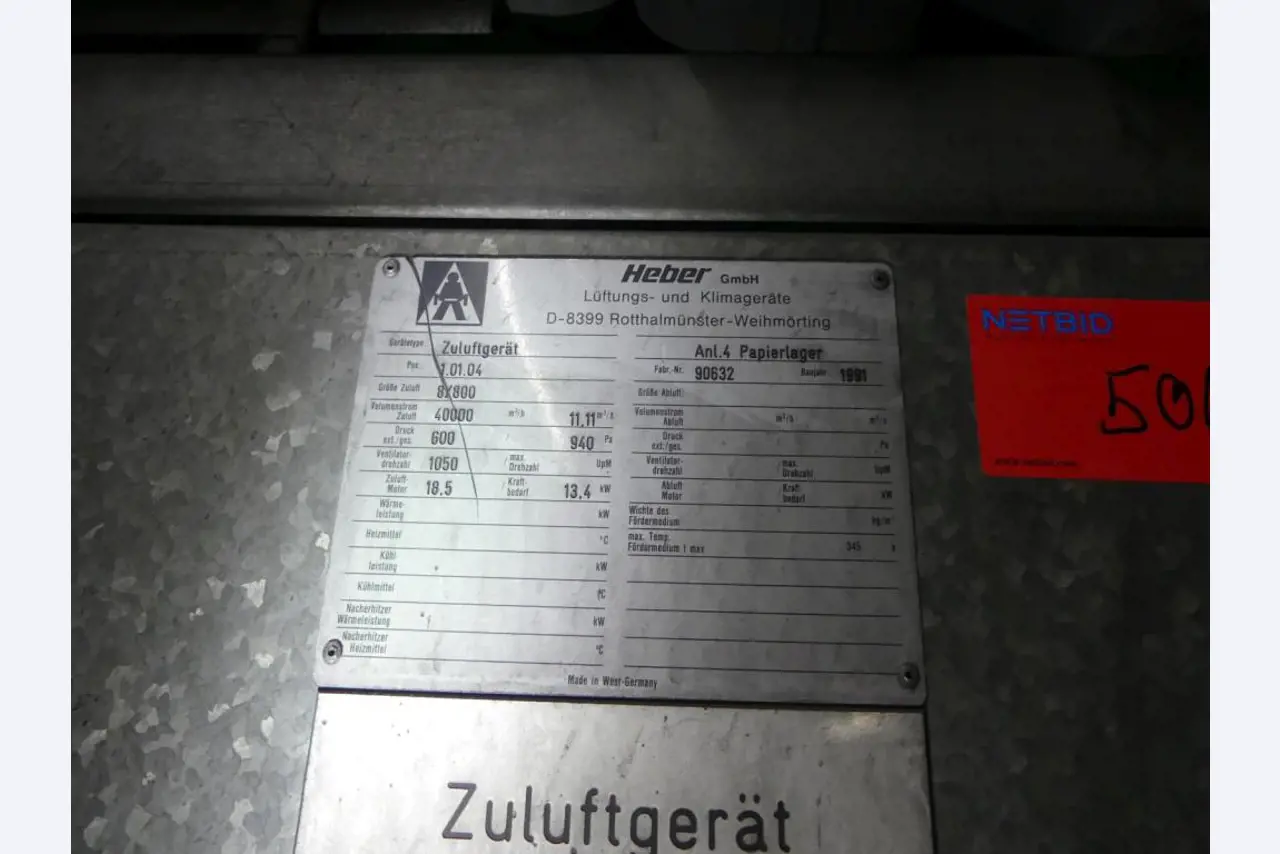 Heber GmbH
Lüftungs- und Klimageräte
D-8399 Rotthalmünster-Weihmörting
Gerätetype Zuluftgerät
Pos. 1.01.04
Größe Zuluft 8X800
Volumenstrom Zuluft 40000 m³/h 11.11 m³/s
Druck ext./ges. 600 / 940 Pa
Ventilator-drehzahl 1050 / max. Drehzahl UpM
Zuluft-Motor 18.5 / Kraft-bedarf 13.4 kW
Wärme-leistung kW
Heizmittel °C
Kühl leistung kW
Kühlmittel °C
Nacherhitzer Wärmeleistung kW
Nacherhitzer Heizmittel °C
Anl.4 Papierlager
Fabr.-Nr. 90632 Baujahr 1991
Größe Abluft
Volumenstrom Abluft m³/h m³/s
Druck ext./ges. / Pa
Ventilator-drehzahl / max. Drehzahl UpM
Abluft Motor / Kraft-bedarf kW
Wichte des Fördermedium kg/m³
max. Temp. Fördermedium t max 345
Made in West-Germany
Zuluftgerät
NETBID
50